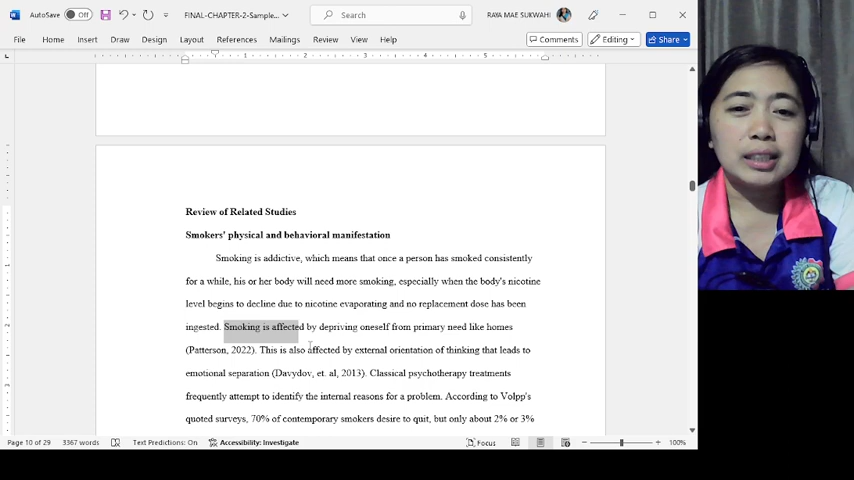 AutoSave Off FINAL-CHAPTER-2-Sample... Search RAYA MAE SUKWAHI
File Home Insert Draw Design Layout References Mailings Review View Help Comments Editing Share
1 2 3 4 5
Review of Related Studies
Smokers' physical and behavioral manifestation
Smoking is addictive, which means that once a person has smoked consistently
for a while, his or her body will need more smoking, especially when the body's nicotine
level begins to decline due to nicotine evaporating and no replacement dose has been
ingested. Smoking is affected by depriving oneself from primary need like homes
(Patterson, 2022). This is also affected by external orientation of thinking that leads to
emotional separation (Davydov, et. al, 2013). Classical psychotherapy treatments
frequently attempt to identify the internal reasons for a problem. According to Volpp's
quoted surveys, 70% of contemporary smokers desire to quit, but only about 2% or 3%
Page 10 of 29 3367 words Text Predictions: On Accessibility: Investigate Focus 100%